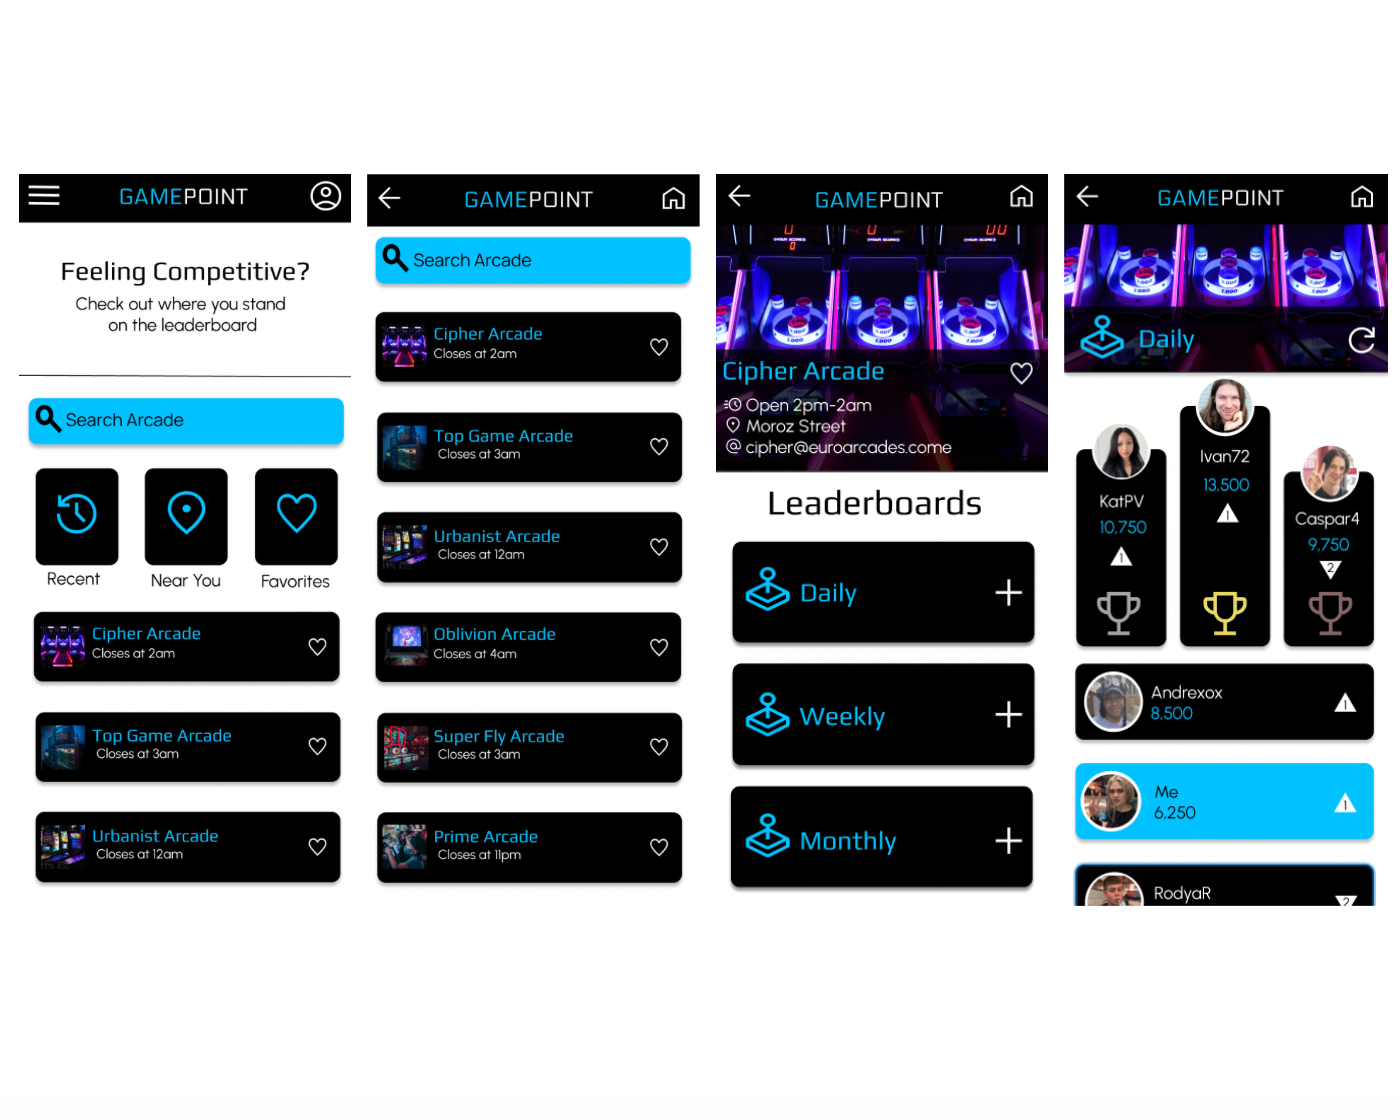 GAMEPOINT
Feeling Competitive?
Check out where you stand
on the leaderboard
Search Arcade
Recent
Near You
Favorites
Cipher Arcade
Closes at 2am
Top Game Arcade
Closes at 3am
Urbanist Arcade
Closes at 12am
GAMEPOINT
Search Arcade
Cipher Arcade
Closes at 2am
Top Game Arcade
Closes at 3am
Urbanist Arcade
Closes at 12am
Oblivion Arcade
Closes at 4am
Super Fly Arcade
Closes at 3am
Prime Arcade
Closes at 11pm
GAMEPOINT
Cipher Arcade
Open 2pm-2am
Moroz Street
cipher@euroarcades.come
Leaderboards
Daily
Weekly
Monthly
GAMEPOINT
Daily
Ivan72
13,500
1
KatPV
10,750
1
Caspar4
9,750
2
Andrexox
8,500
1
Me
6,250
1
RodyaR
2